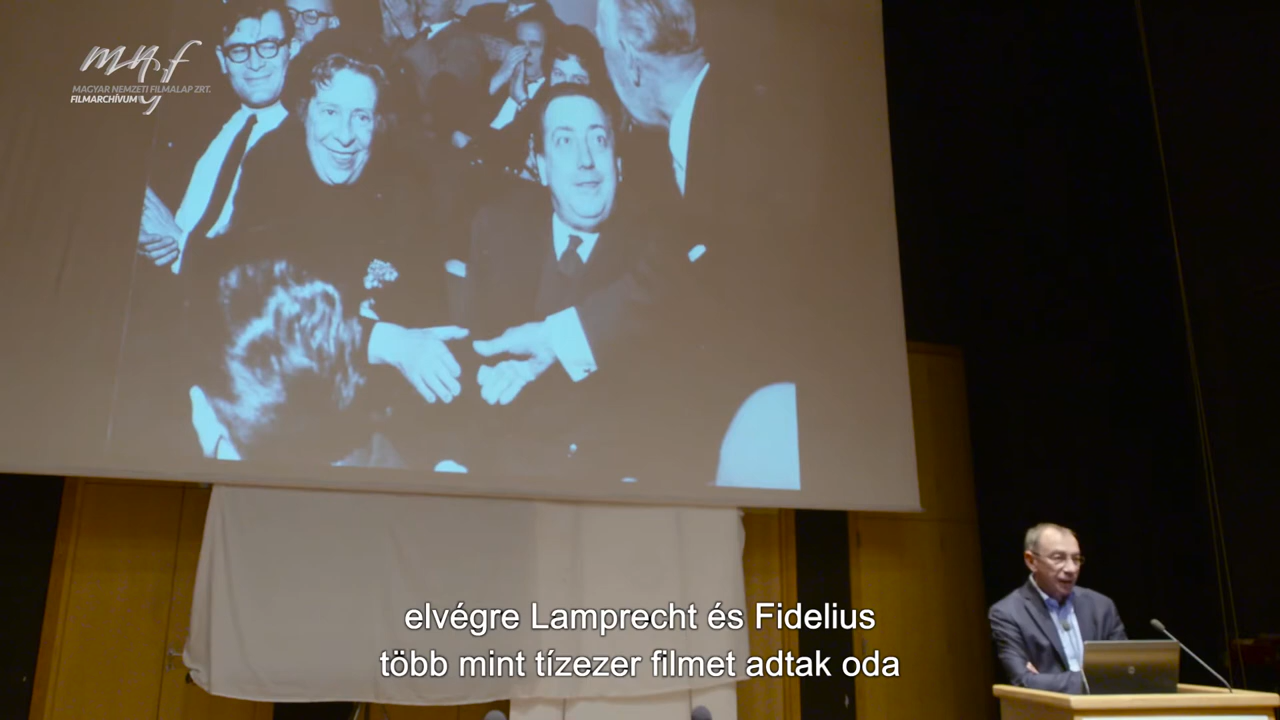 mnf
MAGYAR NEMZETI FILMALAP ZRT.
FILMARCHÍVUM
elvégre Lamprecht és Fidelius
több mint tízezer filmet adtak oda